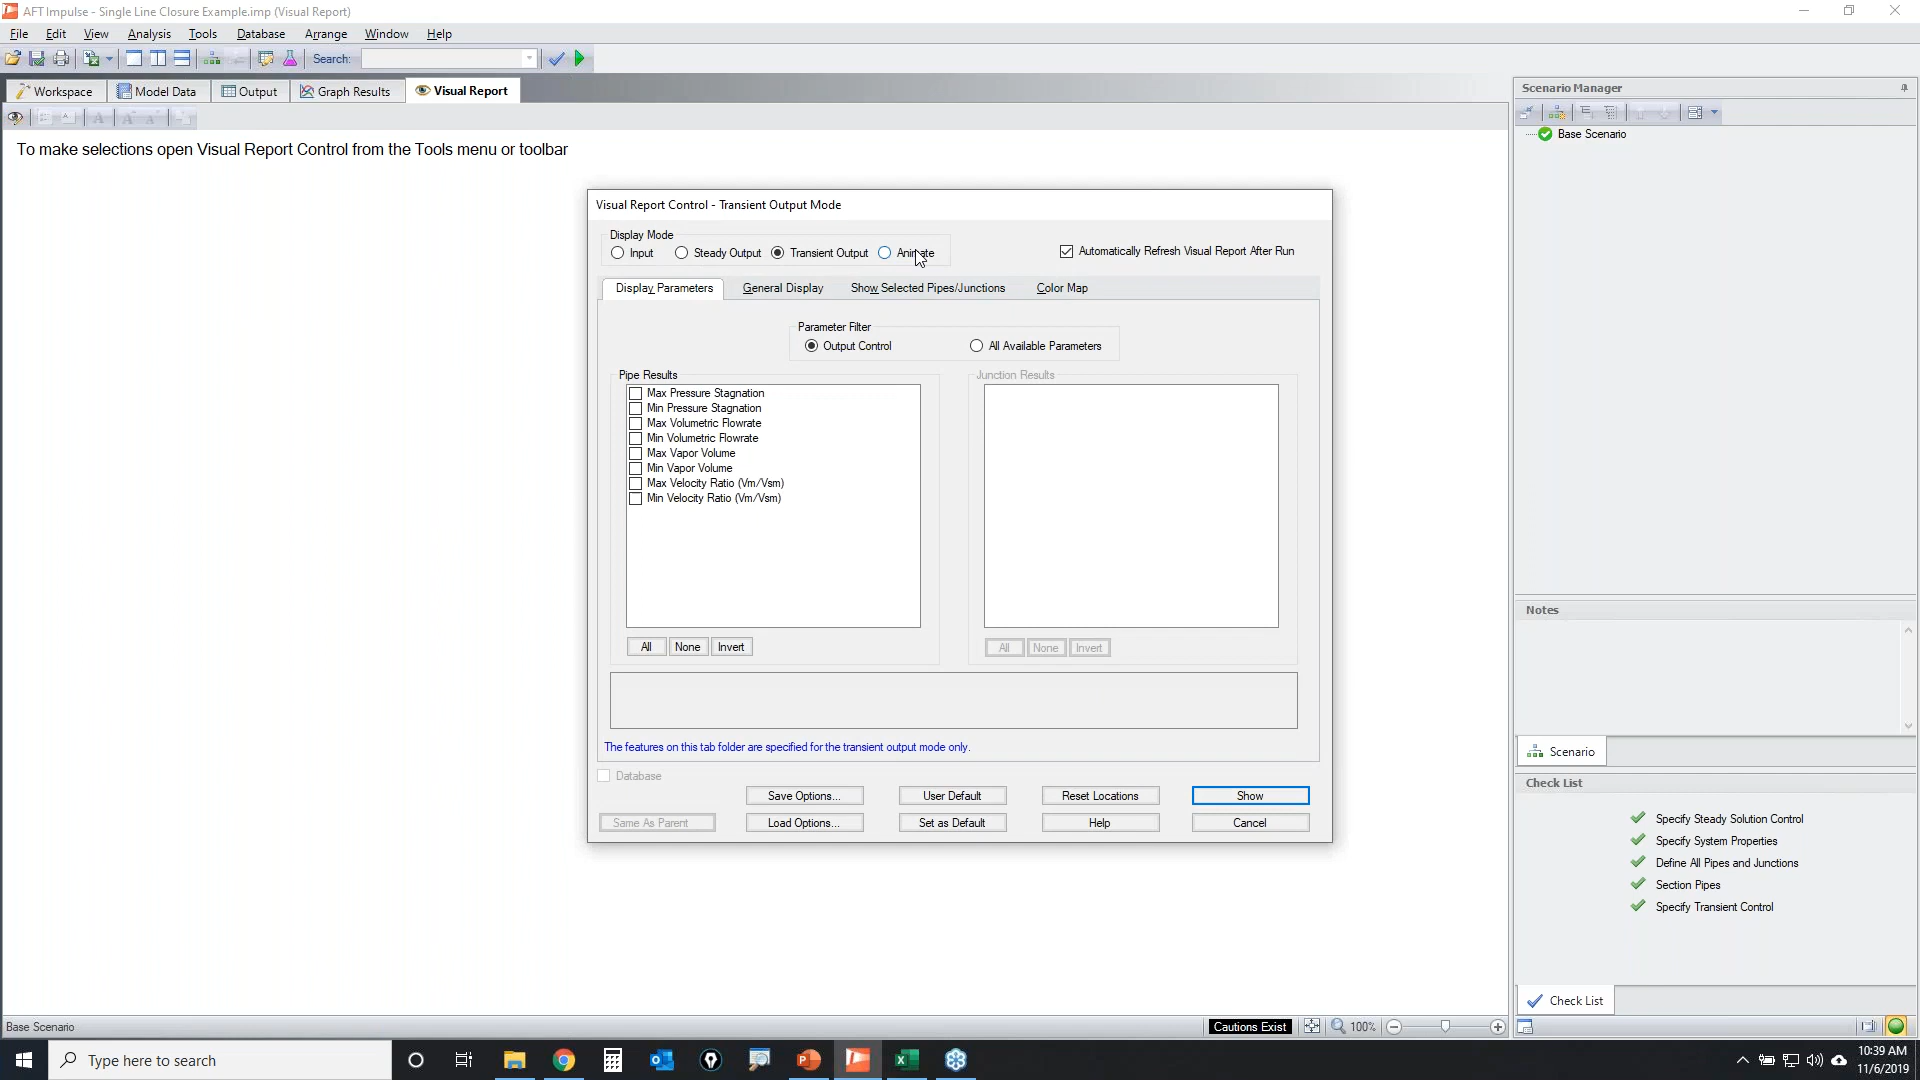 AFT Impulse - Single Line Closure Example.imp (Visual Report)
File Edit View Analysis Tools Database Arrange Window Help
Search:
Workspace Model Data Output Graph Results Visual Report
To make selections open Visual Report Control from the Tools menu or toolbar
Visual Report Control - Transient Output Mode
Display Mode
Input Steady Output Transient Output Animate
Automatically Refresh Visual Report After Run
Display Parameters General Display Show Selected Pipes/Junctions Color Map
Parameter Filter
Output Control All Available Parameters
Pipe Results
Max Pressure Stagnation
Min Pressure Stagnation
Max Volumetric Flowrate
Min Volumetric Flowrate
Max Vapor Volume
Min Vapor Volume
Max Velocity Ratio (Vm/Vsm)
Min Velocity Ratio (Vm/Vsm)
All None Invert
Junction Results
All None Invert
The features on this tab folder are specified for the transient output mode only.
Database
Save Options... User Default Reset Locations Show
Same As Parent Load Options... Set as Default Help Cancel
Scenario Manager
Base Scenario
Notes
Scenario
Check List
Specify Steady Solution Control
Specify System Properties
Define All Pipes and Junctions
Section Pipes
Specify Transient Control
Check List
Base Scenario
Cautions Exist 100%
Type here to search
10:39 AM
11/6/2019